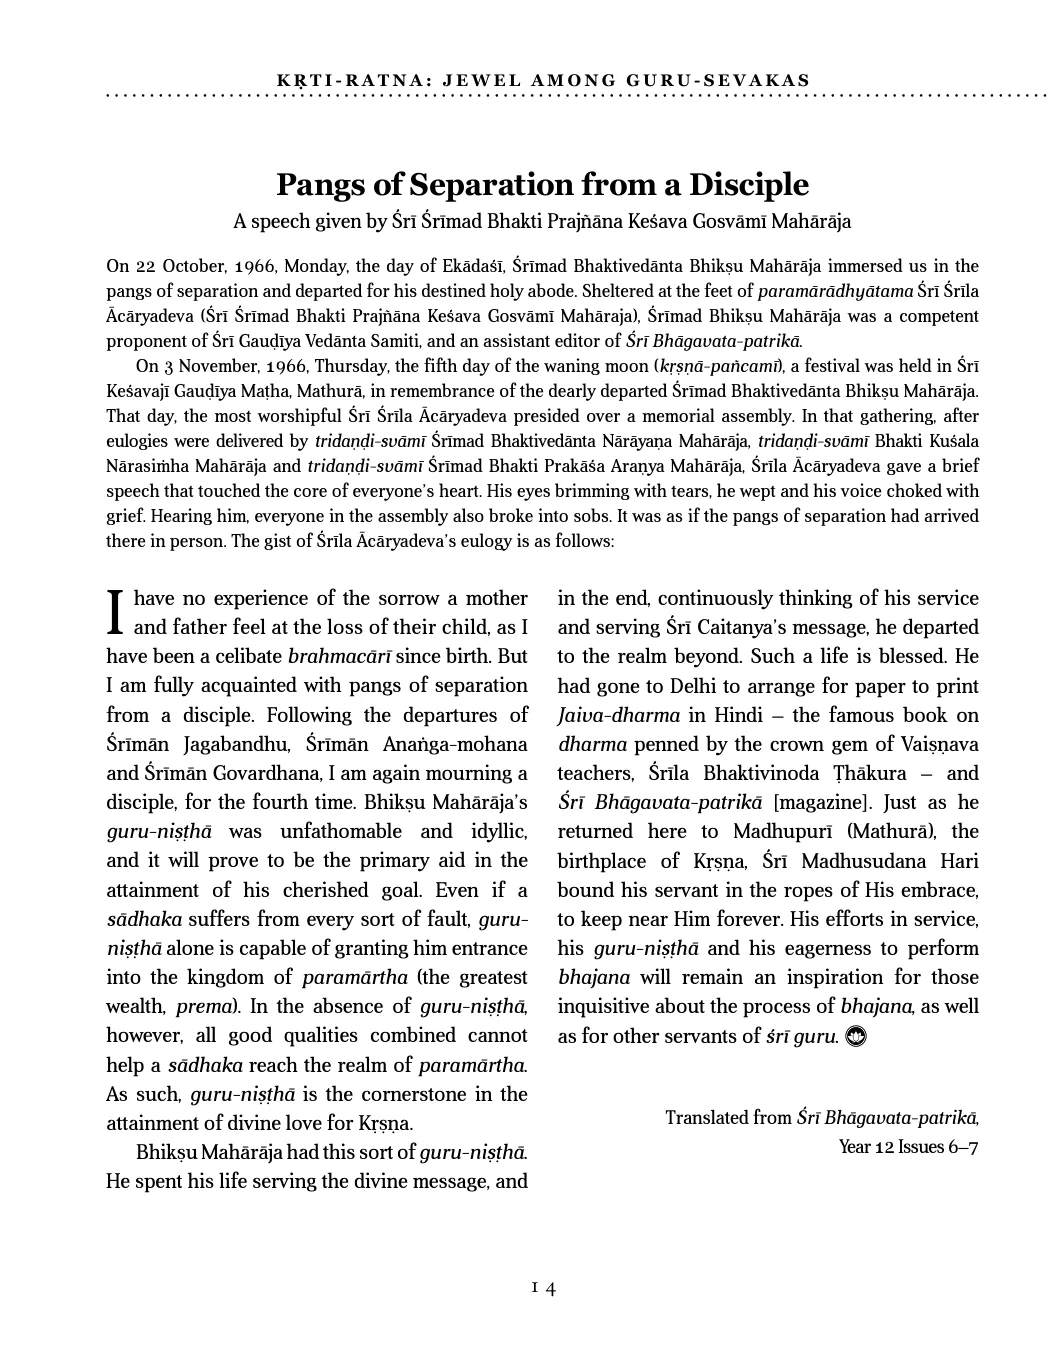 KṚTI-RATNA: JEWEL AMONG GURU-SEVAKAS
Pangs of Separation from a Disciple
A speech given by Śrī Śrīmad Bhakti Prajñāna Keśava Gosvāmī Mahārāja
On 22 October, 1966, Monday, the day of Ekādaśī, Śrīmad Bhaktivedānta Bhikṣu Mahārāja immersed us in the
pangs of separation and departed for his destined holy abode. Sheltered at the feet of paramārādhyātama Śrī Śrīla
Ācāryadeva (Śrī Śrīmad Bhakti Prajñāna Keśava Gosvāmī Mahāraja), Śrīmad Bhikṣu Mahārāja was a competent
proponent of Śrī Gauḍīya Vedānta Samiti, and an assistant editor of Śrī Bhāgavata-patrikā.
On 3 November, 1966, Thursday, the fifth day of the waning moon (kṛṣṇā-pañcamī), a festival was held in Śrī
Keśavajī Gauḍīya Maṭha, Mathurā, in remembrance of the dearly departed Śrīmad Bhaktivedānta Bhikṣu Mahārāja.
That day, the most worshipful Śrī Śrīla Ācāryadeva presided over a memorial assembly. In that gathering, after
eulogies were delivered by tridaṇḍi-svāmī Śrīmad Bhaktivedānta Nārāyaṇa Mahārāja, tridaṇḍi-svāmī Bhakti Kuśala
Nārasiṁha Mahārāja and tridaṇḍi-svāmī Śrīmad Bhakti Prakāśa Araṇya Mahārāja, Śrīla Ācāryadeva gave a brief
speech that touched the core of everyone's heart. His eyes brimming with tears, he wept and his voice choked with
grief. Hearing him, everyone in the assembly also broke into sobs. It was as if the pangs of separation had arrived
there in person. The gist of Śrīla Ācāryadeva's eulogy is as follows:
I have no experience of the sorrow a mother
and father feel at the loss of their child, as I
have been a celibate brahmacārī since birth. But
I am fully acquainted with pangs of separation
from a disciple. Following the departures of
Śrīmān Jagabandhu, Śrīmān Anaṅga-mohana
and Śrīmān Govardhana, I am again mourning a
disciple, for the fourth time. Bhikṣu Mahārāja's
guru-niṣṭhā was unfathomable and idyllic,
and it will prove to be the primary aid in the
attainment of his cherished goal. Even if a
sādhaka suffers from every sort of fault, guru-
niṣṭhā alone is capable of granting him entrance
into the kingdom of paramārtha (the greatest
wealth, prema). In the absence of guru-niṣṭhā,
however, all good qualities combined cannot
help a sādhaka reach the realm of paramārtha.
As such, guru-niṣṭhā is the cornerstone in the
attainment of divine love for Kṛṣṇa.
Bhikṣu Mahārāja had this sort of guru-niṣṭhā.
He spent his life serving the divine message, and
in the end, continuously thinking of his service
and serving Śrī Caitanya's message, he departed
to the realm beyond. Such a life is blessed. He
had gone to Delhi to arrange for paper to print
Jaiva-dharma in Hindi – the famous book on
dharma penned by the crown gem of Vaiṣṇava
teachers, Śrīla Bhaktivinoda Ṭhākura – and
Śrī Bhāgavata-patrikā [magazine]. Just as he
returned here to Madhupurī (Mathurā), the
birthplace of Kṛṣṇa, Śrī Madhusudana Hari
bound his servant in the ropes of His embrace,
to keep near Him forever. His efforts in service,
his guru-niṣṭhā and his eagerness to perform
bhajana will remain an inspiration for those
inquisitive about the process of bhajana, as well
as for other servants of śrī guru.
Translated from Śrī Bhāgavata-patrikā,
Year 12 Issues 6–7
14